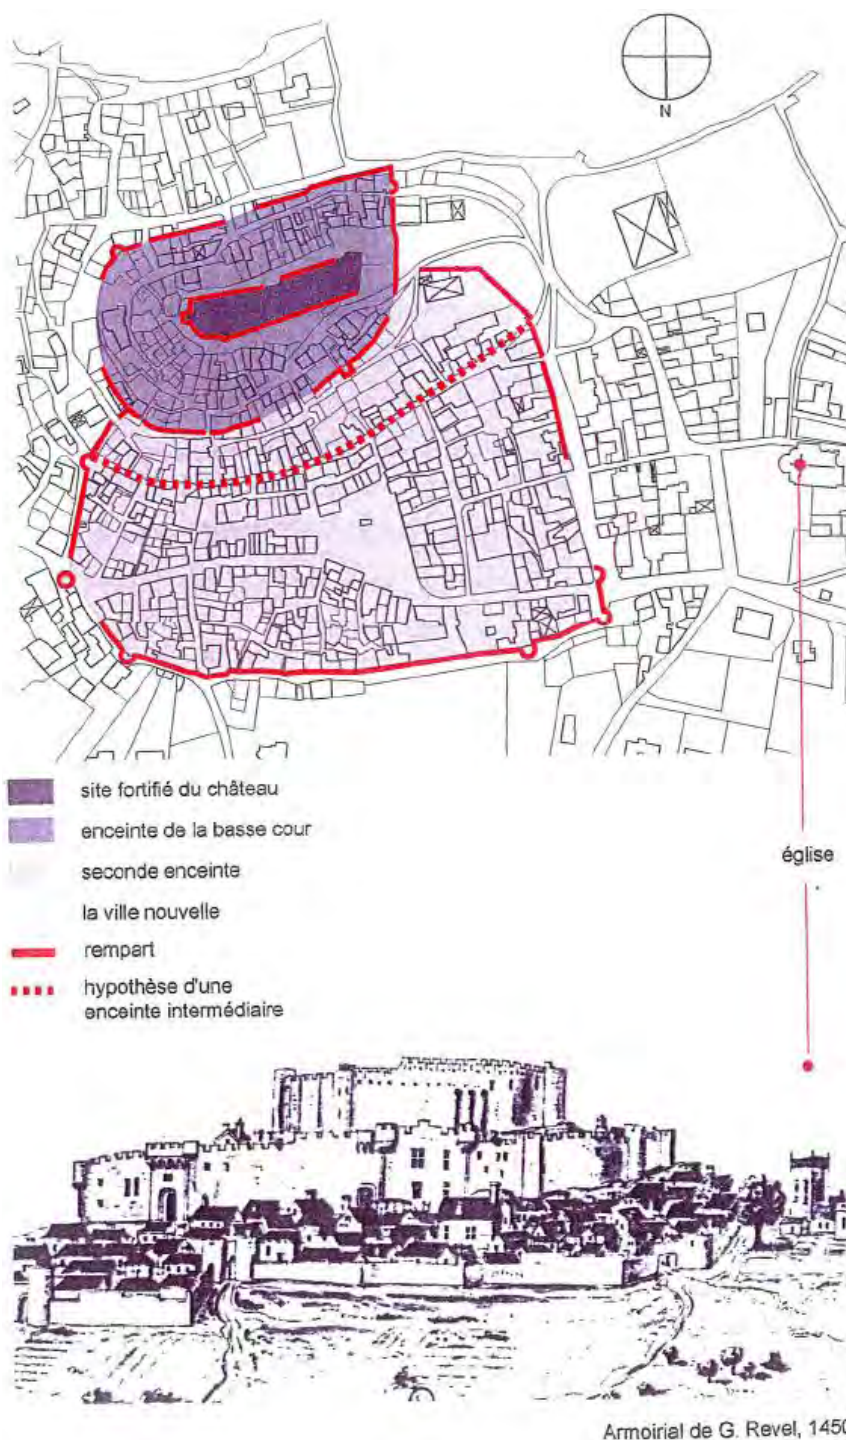 N
site fortifié du château
enceinte de la basse cour
seconde enceinte
la ville nouvelle
rempart
hypothèse d'une
enceinte intermédiaire
église
Armoirial de G. Revel, 1450